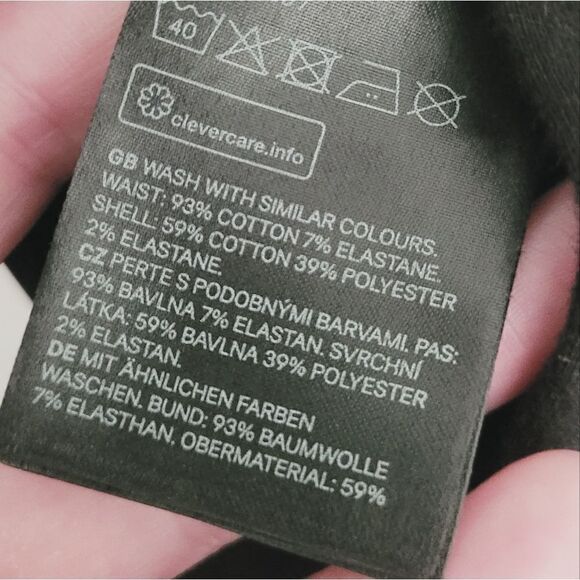 40
clevercare.info
GB WASH WITH SIMILAR COLOURS.
WAIST: 93% COTTON 7% ELASTANE.
SHELL: 59% COTTON 39% POLYESTER
2% ELASTANE.
CZ PERTE S PODOBNÝMI BARVAMI. PAS:
93% BAVLNA 7% ELASTAN. SVRCHNÍ
LÁTKA: 59% BAVLNA 39% POLYESTER
2% ELASTAN.
DE MIT ÄHNLICHEN FARBEN
WASCHEN. BUND: 93% BAUMWOLLE
7% ELASTHAN. OBERMATERIAL: 59%